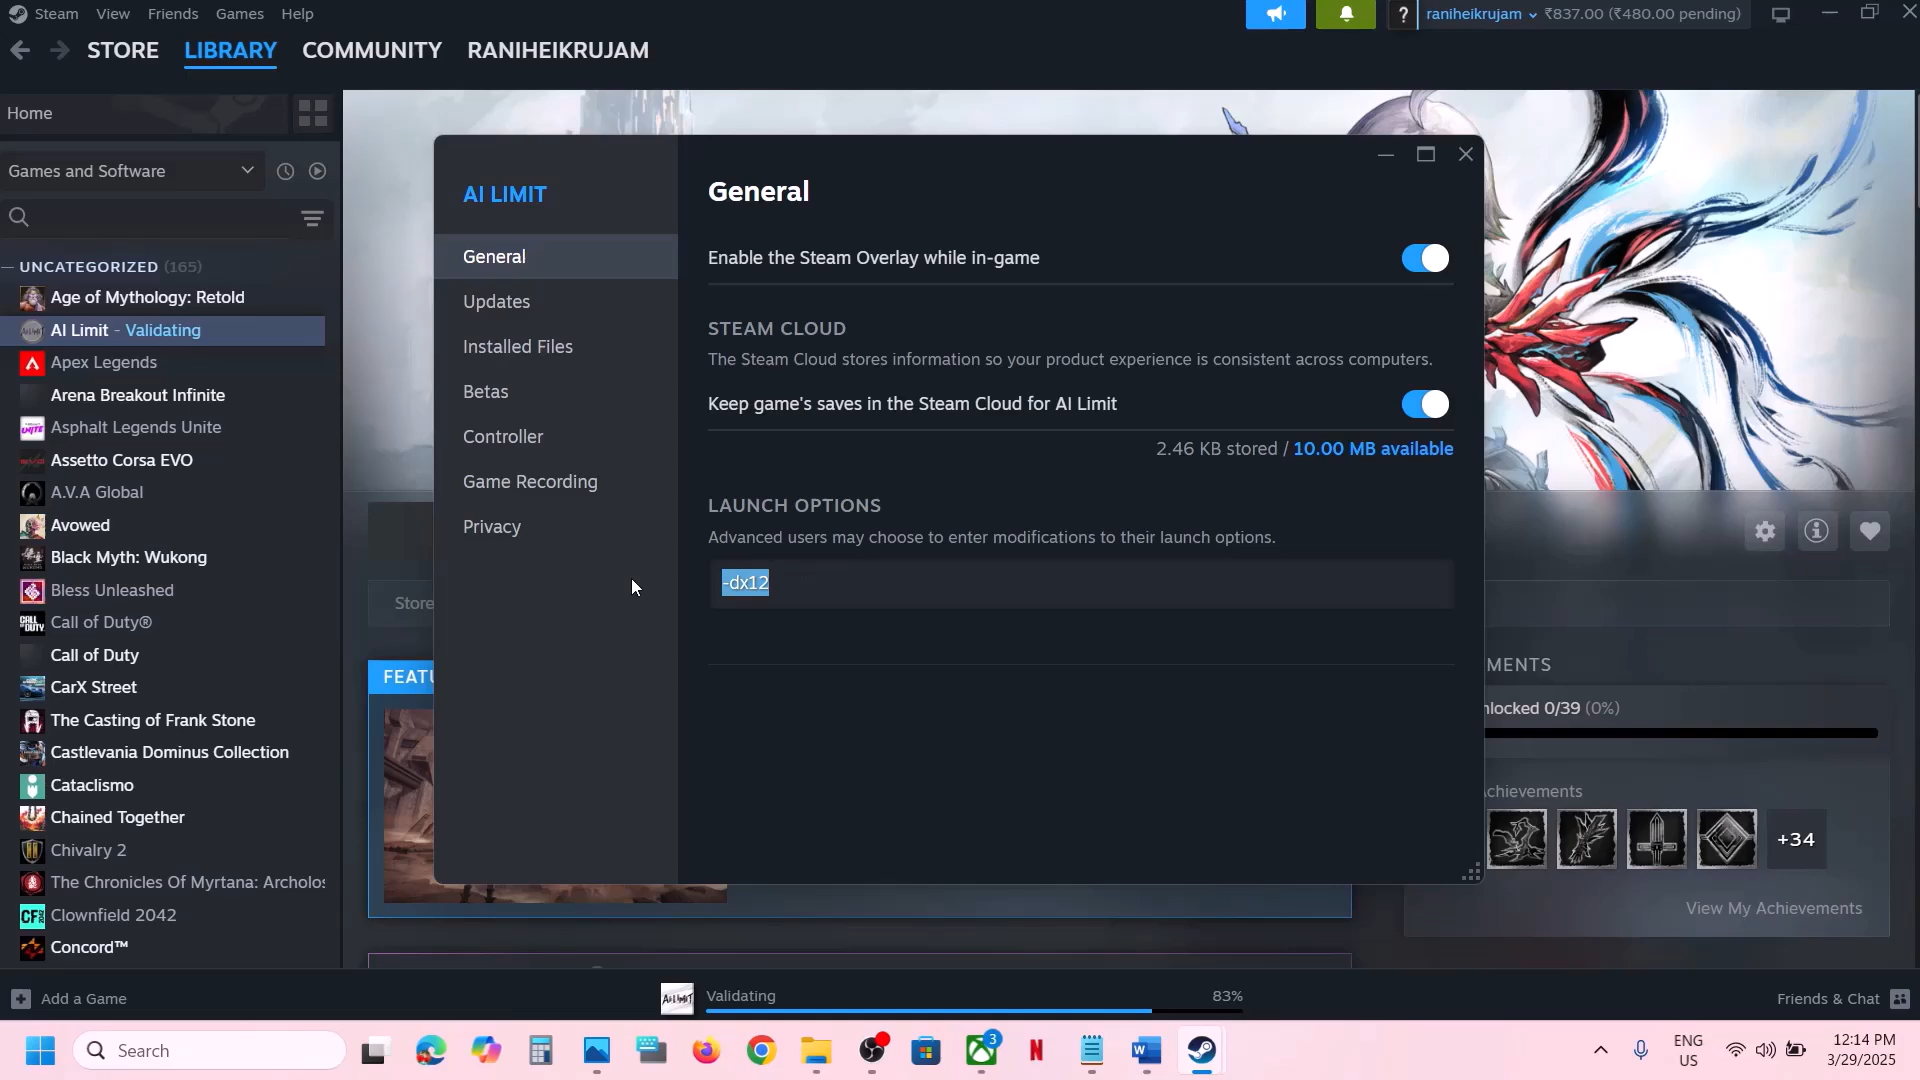 Steam View Friends Games Help
raniheikrujam ₹837.00 (₹480.00 pending)
STORE LIBRARY COMMUNITY RANIHEIKRUJAM
Home
Games and Software
UNCATEGORIZED (165)
Age of Mythology: Retold
AI Limit - Validating
Apex Legends
Arena Breakout Infinite
Asphalt Legends Unite
Assetto Corsa EVO
A.V.A Global
Avowed
Black Myth: Wukong
Bless Unleashed
Call of Duty®
Call of Duty
CarX Street
The Casting of Frank Stone
Castlevania Dominus Collection
Cataclismo
Chained Together
Chivalry 2
The Chronicles Of Myrtana: Archolos
Clownfield 2042
Concord™
AI LIMIT
General
Updates
Installed Files
Betas
Controller
Game Recording
Privacy
General
Enable the Steam Overlay while in-game
STEAM CLOUD
The Steam Cloud stores information so your product experience is consistent across computers.
Keep game's saves in the Steam Cloud for AI Limit
2.46 KB stored / 10.00 MB available
LAUNCH OPTIONS
Advanced users may choose to enter modifications to their launch options.
-dx12
Store
FEATU
MENTS
nlocked 0/39 (0%)
chievements
+34
View My Achievements
Add a Game
Validating 83%
Friends & Chat
Search
3
ENG
US
12:14 PM
3/29/2025